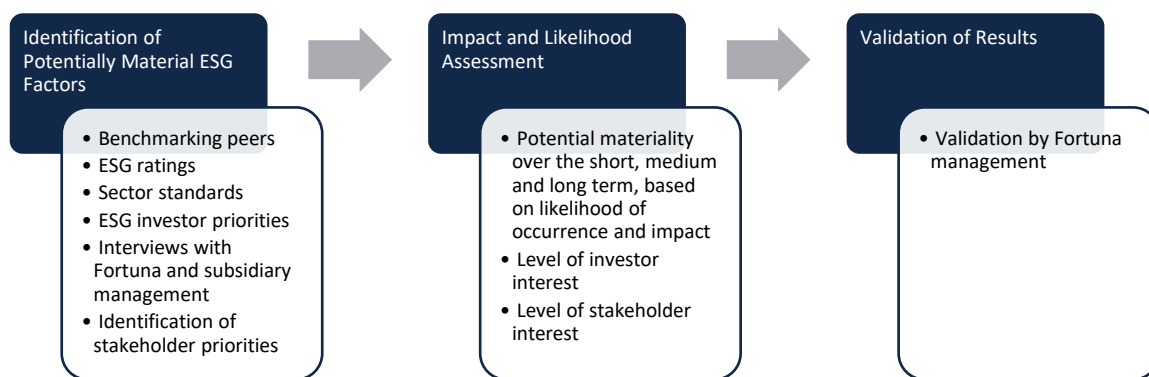 Identification of
Potentially Material ESG
Factors
• Benchmarking peers
• ESG ratings
• Sector standards
• ESG investor priorities
• Interviews with
Fortuna and subsidiary
management
• Identification of
stakeholder priorities
Impact and Likelihood
Assessment
• Potential materiality
over the short, medium
and long term, based
on likelihood of
occurrence and impact
• Level of investor
interest
• Level of stakeholder
interest
Validation of Results
• Validation by Fortuna
management